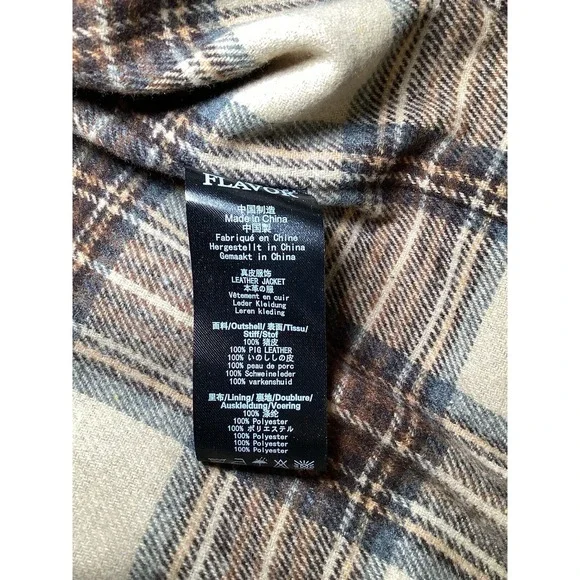 FLAVOR
中国制造
Made in China
中国製
Fabriqué en Chine
Hergestellt in China
Gemaakt in China
真皮服饰
LEATHER JACKET
本革の服
Vêtement en cuir
Leder Kleidung
Leren kleding
面料/Outshell/表面/Tissu/
Stiff/Stof
100% 猪皮
100% PIG LEATHER
100% いのししの皮
100% peau de porc
100% Schweineleder
100% varkenshuid
里布/Lining/裏地/Doublure/
Auskleidung/Voering
100% 涤纶
100% Polyester
100% ポリエステル
100% Polyester
100% Polyester
100% Polyester